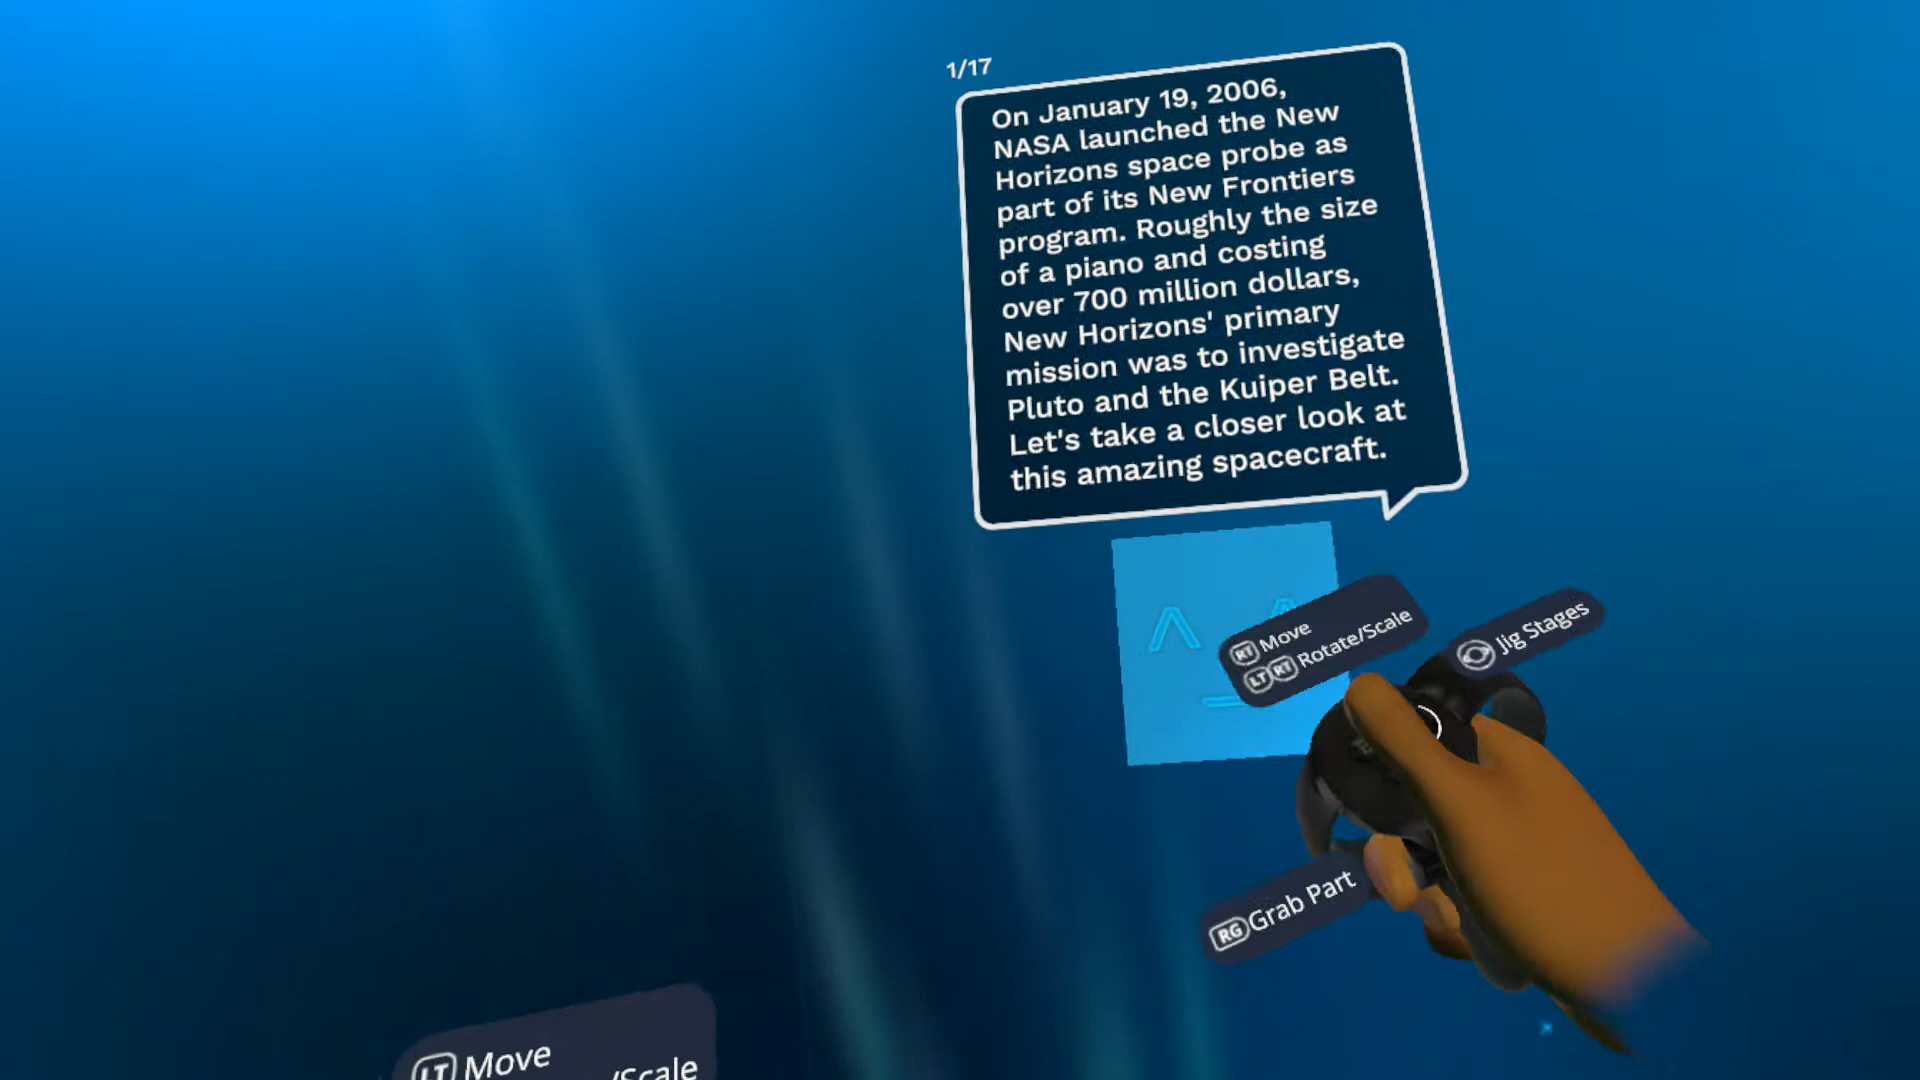 1/17
On January 19, 2006,
NASA launched the New
Horizons space probe as
part of its New Frontiers
program. Roughly the size
of a piano and costing
over 700 million dollars,
New Horizons' primary
mission was to investigate
Pluto and the Kuiper Belt.
Let's take a closer look at
this amazing spacecraft.
RT Move
LT RT Rotate/Scale
Jig Stages
RG Grab Part
LT Move
/Scale